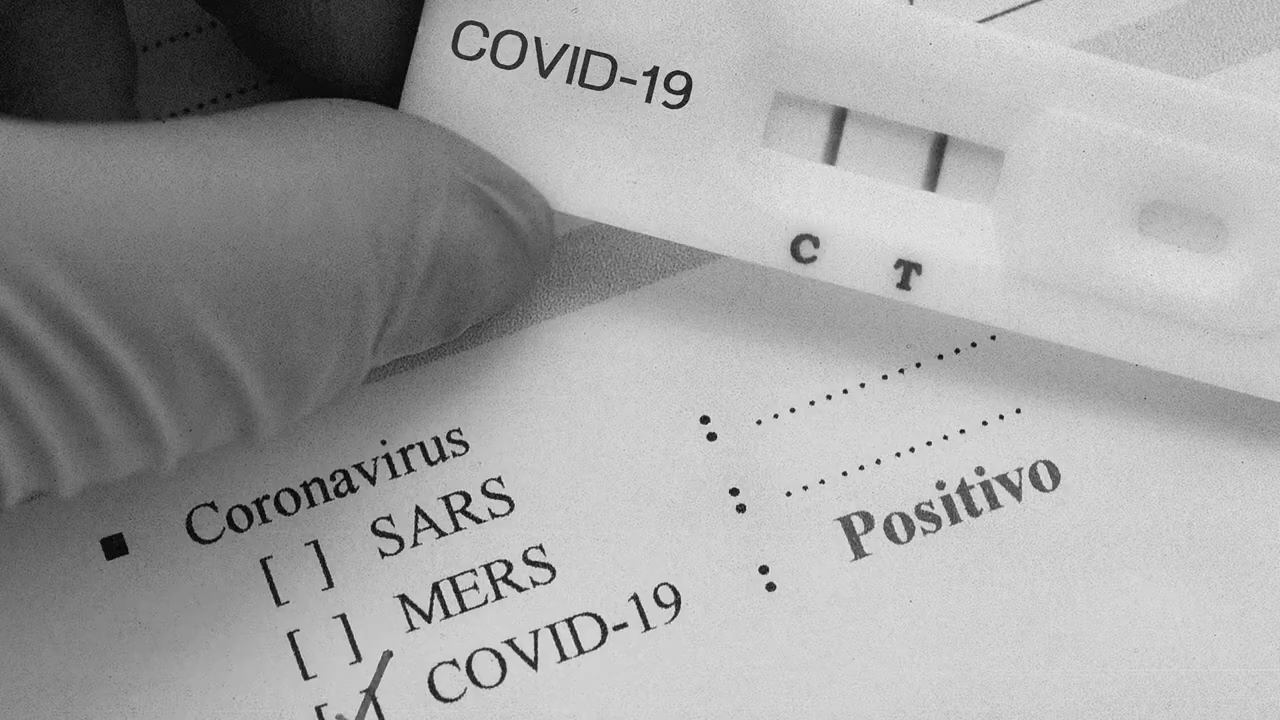 COVID-19
C T
■ Coronavirus
[ ] SARS : ....................
[ ] MERS : ....................
[✓] COVID-19 : Positivo